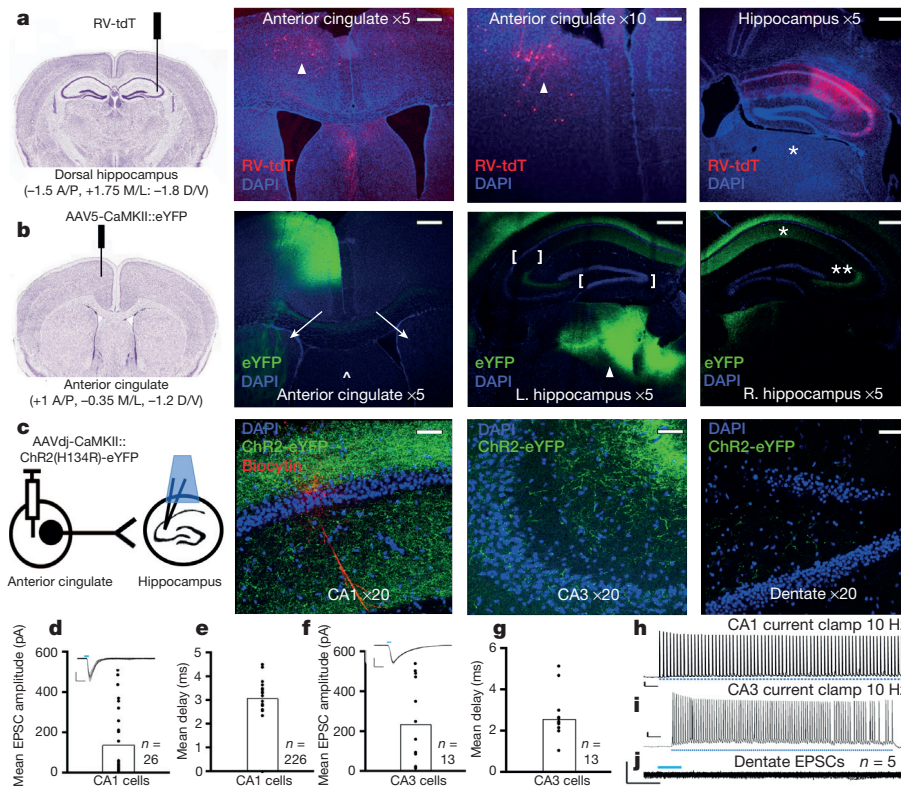 a
RV-tdT
Dorsal hippocampus
(–1.5 A/P, +1.75 M/L: –1.8 D/V)
Anterior cingulate ×5
RV-tdT
DAPI
Anterior cingulate ×10
RV-tdT
DAPI
Hippocampus ×5
*
RV-tdT
DAPI
b
AAV5-CaMKII::eYFP
Anterior cingulate
(+1 A/P, –0.35 M/L, –1.2 D/V)
eYFP
DAPI
^
Anterior cingulate ×5
[ ]
[ ]
eYFP
DAPI
L. hippocampus ×5
*
**
eYFP
DAPI
R. hippocampus ×5
c
AAVdj-CaMKII::
ChR2(H134R)-eYFP
Anterior cingulate
Hippocampus
DAPI
ChR2-eYFP
Biocytin
CA1 ×20
DAPI
ChR2-eYFP
CA3 ×20
DAPI
ChR2-eYFP
Dentate ×20
d
Mean EPSC amplitude (pA)
600
400
200
0
n =
26
CA1 cells
e
Mean delay (ms)
5
4
3
2
1
0
n =
226
CA1 cells
f
Mean EPSC amplitude (pA)
600
400
200
0
n =
13
CA3 cells
g
Mean delay (ms)
6
4
2
0
n =
13
CA3 cells
h
CA1 current clamp 10 Hz
i
CA3 current clamp 10 Hz
j
Dentate EPSCs n = 5